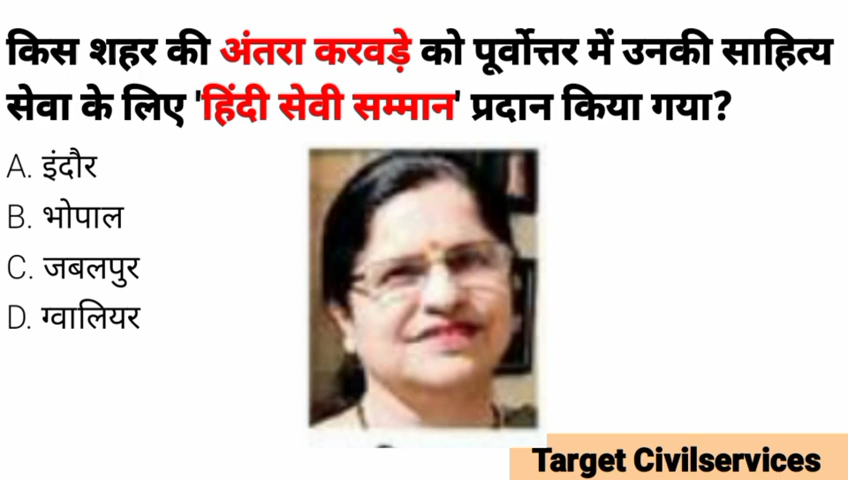 किस शहर की अंतरा करवड़े को पूर्वोत्तर में उनकी साहित्य
सेवा के लिए 'हिंदी सेवी सम्मान' प्रदान किया गया?
A. इंदौर
B. भोपाल
C. जबलपुर
D. ग्वालियर
Target Civilservices